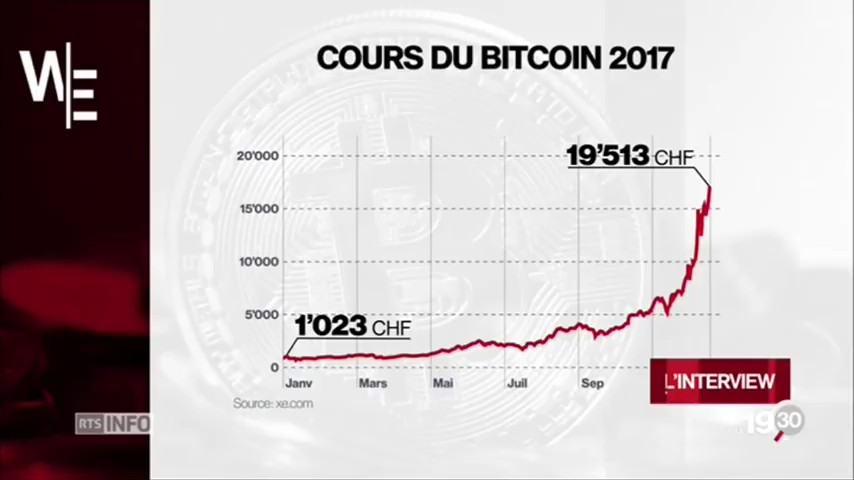 WE
COURS DU BITCOIN 2017
20'000
19'513 CHF
15'000
10'000
5'000
1'023 CHF
0
Janv Mars Mai Juil Sep
L'INTERVIEW
Source: xe.com
RTS INFO
19 30